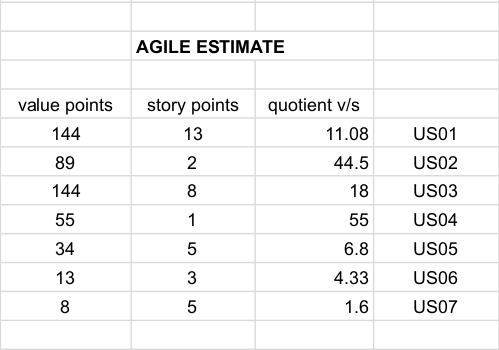 AGILE ESTIMATE
value points story points quotient v/s
144 13 11.08 US01
89 2 44.5 US02
144 8 18 US03
55 1 55 US04
34 5 6.8 US05
13 3 4.33 US06
8 5 1.6 US07